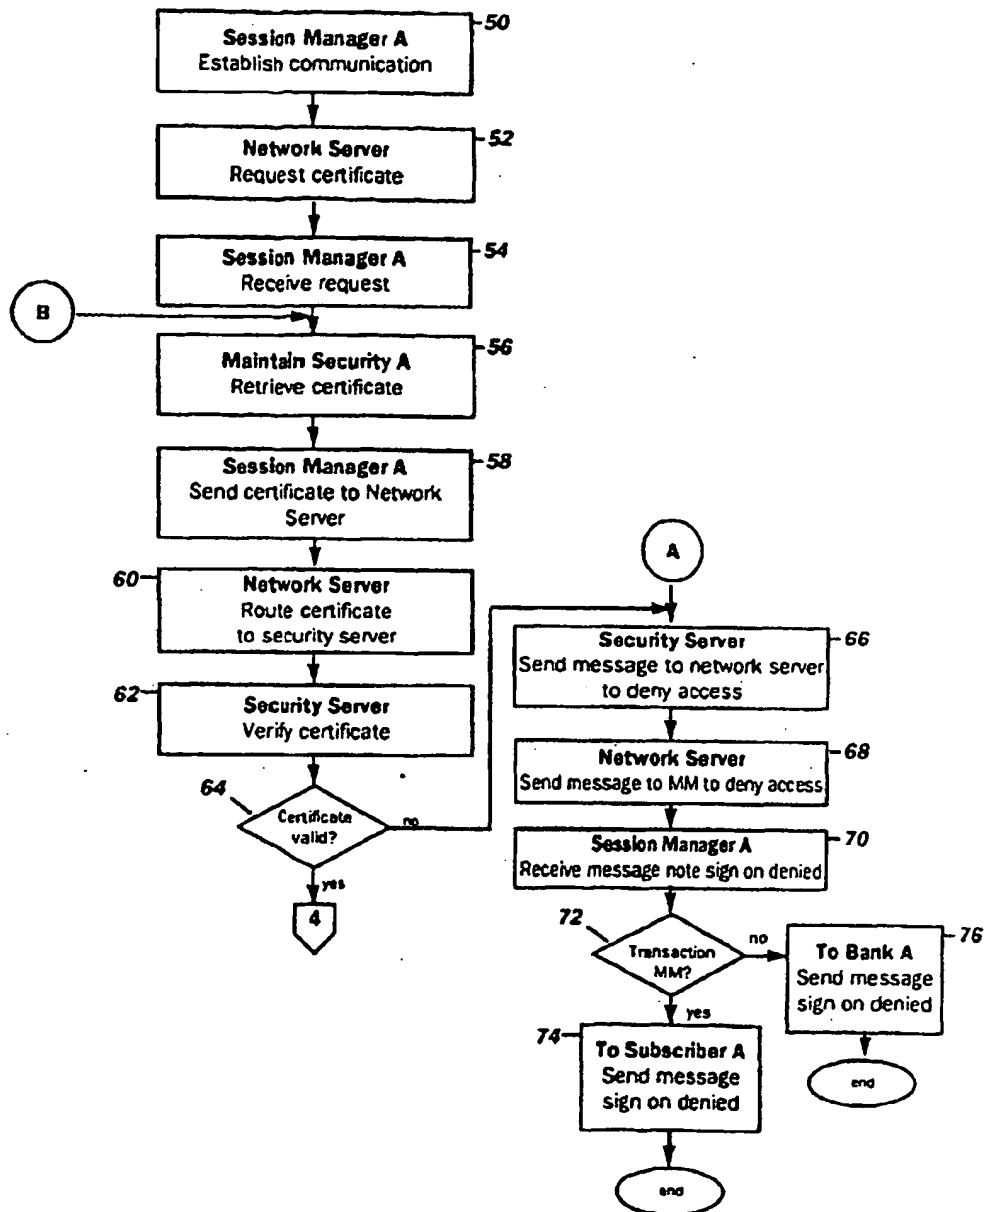 50
Session Manager A
Establish communication
52
Network Server
Request certificate
54
Session Manager A
Receive request
B
56
Maintain Security A
Retrieve certificate
58
Session Manager A
Send certificate to Network
Server
60
Network Server
Route certificate
to security server
62
Security Server
Verify certificate
64
Certificate
valid?
no
yes
4
A
66
Security Server
Send message to network server
to deny access
68
Network Server
Send message to MM to deny access
70
Session Manager A
Receive message note sign on denied
72
Transaction
MM?
no
yes
76
To Bank A
Send message
sign on denied
end
74
To Subscriber A
Send message
sign on denied
end